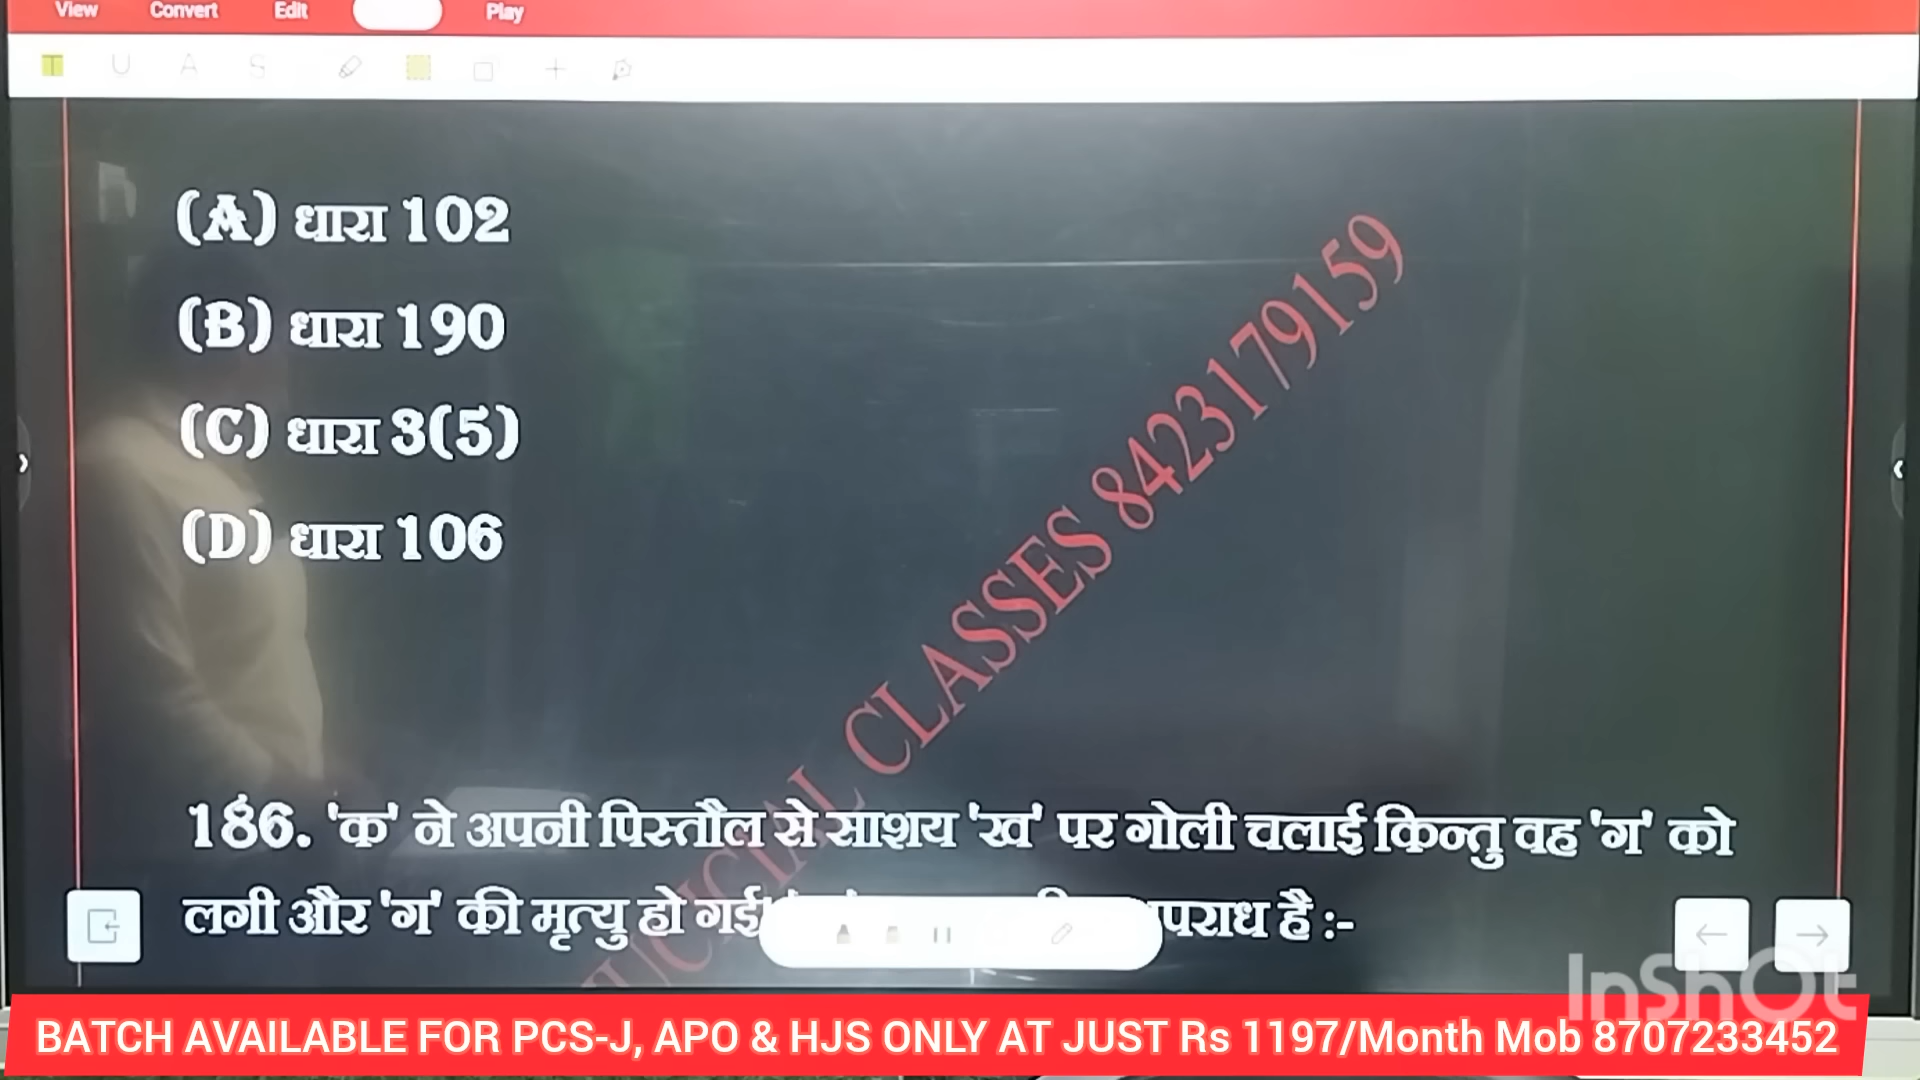 View Convert Edit Play
T U A S
(A) धारा 102
(B) धारा 190
(C) धारा 3(5)
(D) धारा 106
CLASSES 8423179159
186. 'क' ने अपनी पिस्तौल से साशय 'ख' पर गोली चलाई किन्तु वह 'ग' को
लगी और 'ग' की मृत्यु हो गई है :-
InShOt
BATCH AVAILABLE FOR PCS-J, APO & HJS ONLY AT JUST Rs 1197/Month Mob 8707233452